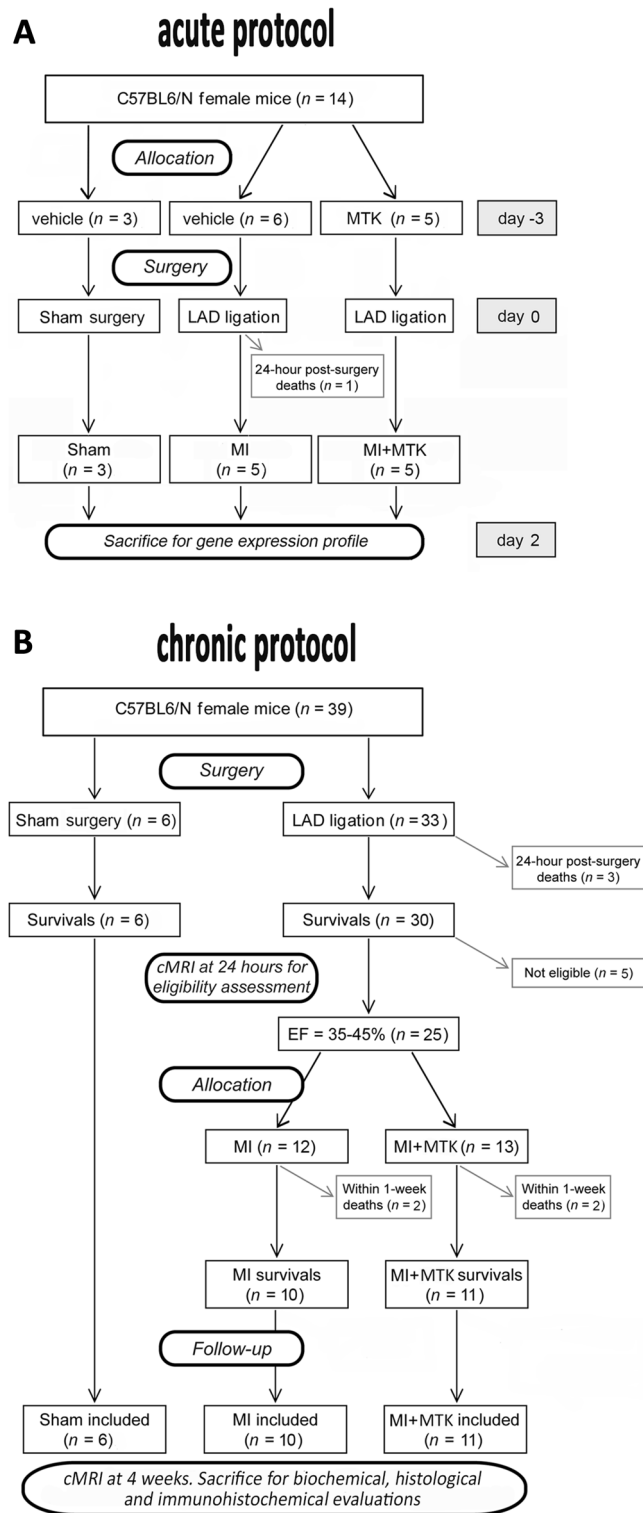 A
acute protocol
C57BL6/N female mice (n = 14)
Allocation
vehicle (n = 3)
vehicle (n = 6)
MTK (n = 5)
day -3
Surgery
Sham surgery
LAD ligation
LAD ligation
day 0
24-hour post-surgery
deaths (n = 1)
Sham
(n = 3)
MI
(n = 5)
MI+MTK
(n = 5)
Sacrifice for gene expression profile
day 2
B
chronic protocol
C57BL6/N female mice (n = 39)
Surgery
Sham surgery (n = 6)
LAD ligation (n = 33)
24-hour post-surgery
deaths (n = 3)
Survivals (n = 6)
Survivals (n = 30)
cMRI at 24 hours for
eligibility assessment
Not eligible (n = 5)
EF = 35-45% (n = 25)
Allocation
MI (n = 12)
MI+MTK (n = 13)
Within 1-week
deaths (n = 2)
Within 1-week
deaths (n = 2)
MI survivals
(n = 10)
MI+MTK survivals
(n = 11)
Follow-up
Sham included
(n = 6)
MI included
(n = 10)
MI+MTK included
(n = 11)
cMRI at 4 weeks. Sacrifice for biochemical, histological
and immunohistochemical evaluations